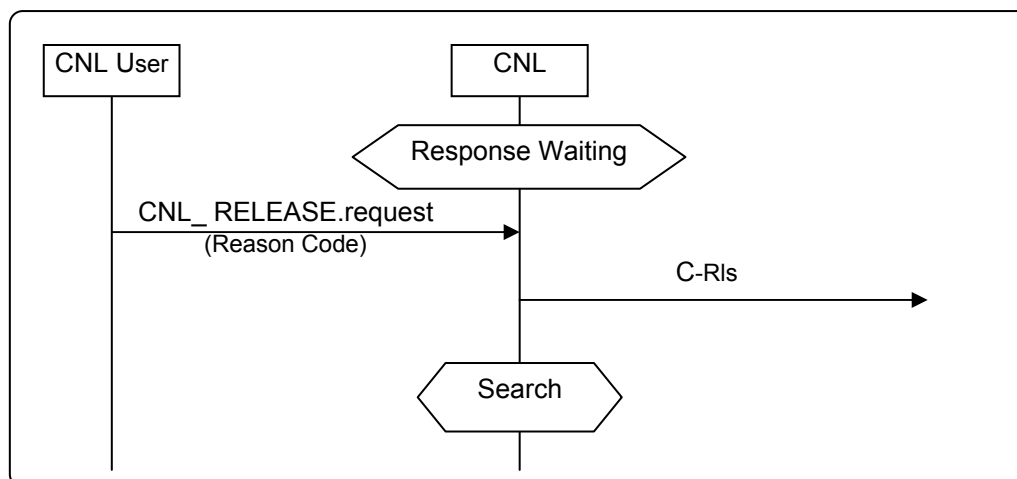 CNL User
CNL
Response Waiting
CNL_ RELEASE.request
(Reason Code)
C-Rls
Search